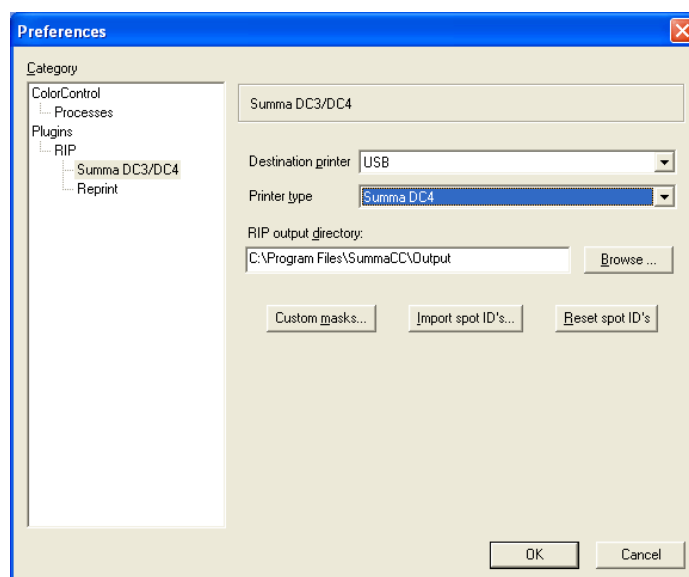 Preferences
Category
ColorControl
Processes
Plugins
RIP
Summa DC3/DC4
Reprint
Summa DC3/DC4
Destination printer USB
Printer type Summa DC4
RIP output directory:
C:\Program Files\SummaCC\Output Browse ...
Custom masks... Import spot ID's... Reset spot ID's
OK Cancel